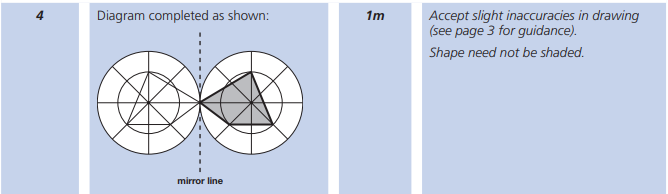 4
Diagram completed as shown:
mirror line
1m
Accept slight inaccuracies in drawing
(see page 3 for guidance).
Shape need not be shaded.